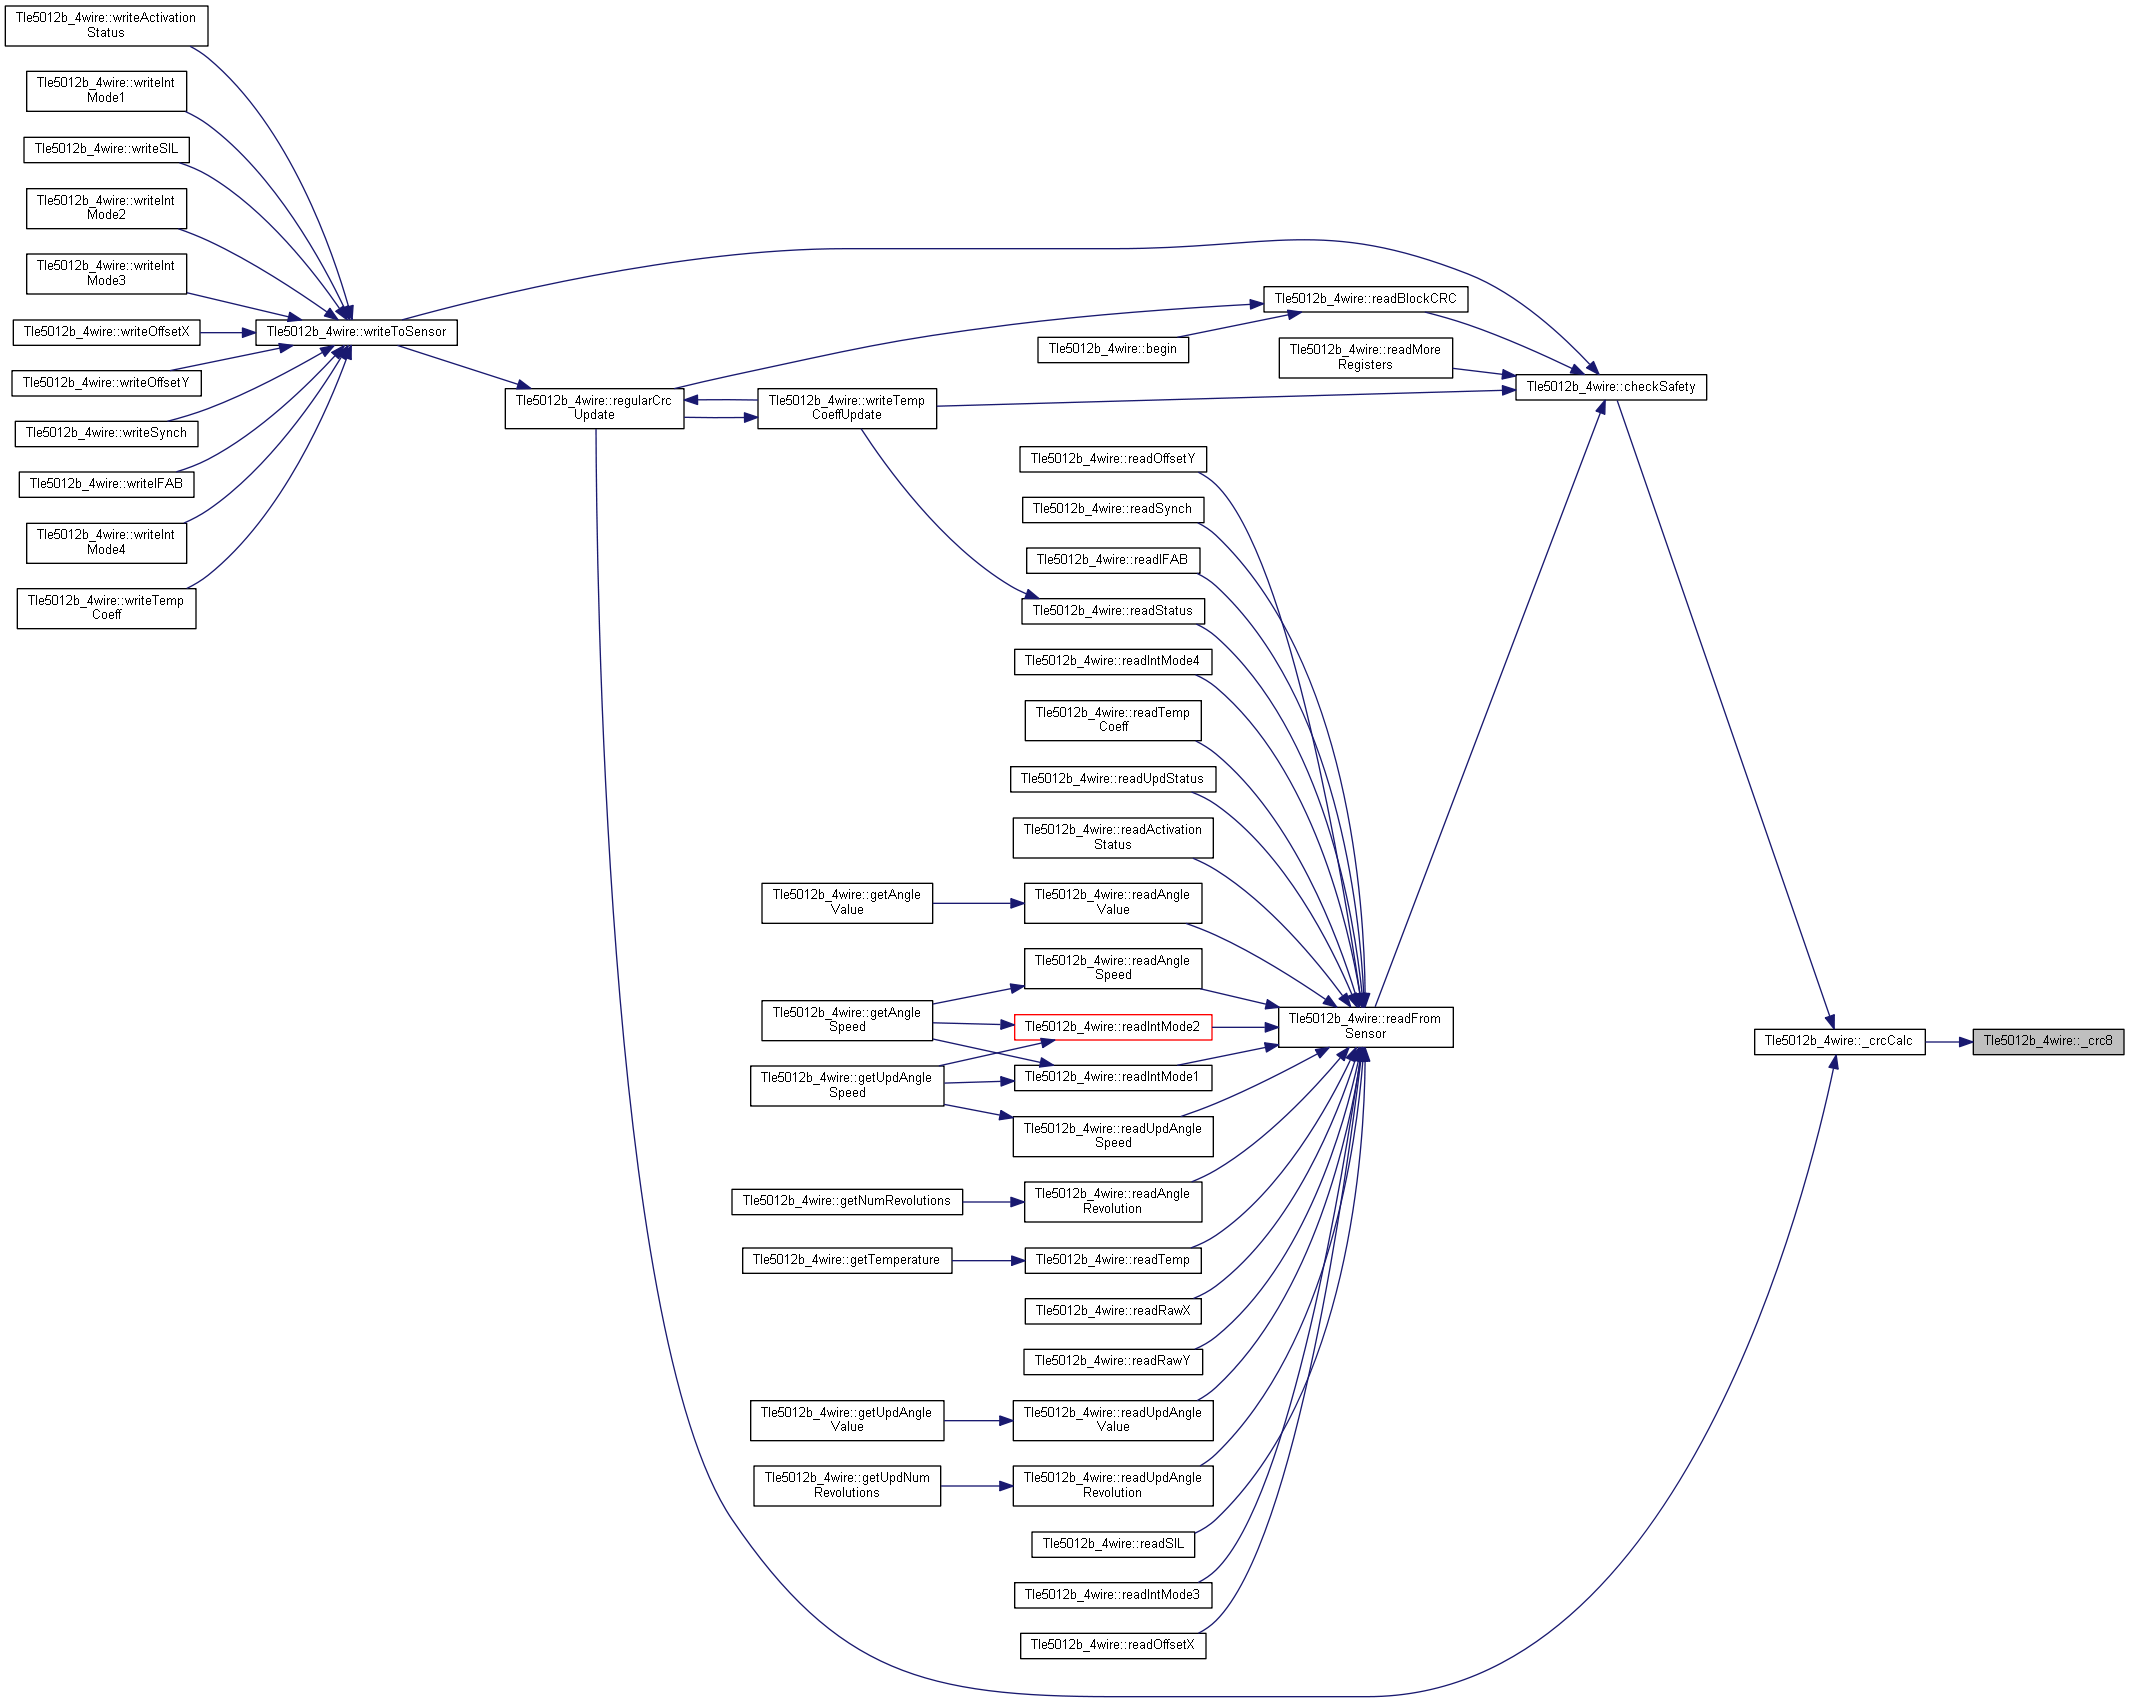 Tle5012b_4wire::writeActivation
Status
Tle5012b_4wire::writeInt
Mode1
Tle5012b_4wire::writeSIL
Tle5012b_4wire::writeInt
Mode2
Tle5012b_4wire::writeInt
Mode3
Tle5012b_4wire::writeOffsetX
Tle5012b_4wire::writeOffsetY
Tle5012b_4wire::writeSynch
Tle5012b_4wire::writeIFAB
Tle5012b_4wire::writeInt
Mode4
Tle5012b_4wire::writeTemp
Coeff
Tle5012b_4wire::writeToSensor
Tle5012b_4wire::regularCrc
Update
Tle5012b_4wire::writeTemp
CoeffUpdate
Tle5012b_4wire::getAngle
Value
Tle5012b_4wire::getAngle
Speed
Tle5012b_4wire::getUpdAngle
Speed
Tle5012b_4wire::getNumRevolutions
Tle5012b_4wire::getTemperature
Tle5012b_4wire::getUpdAngle
Value
Tle5012b_4wire::getUpdNum
Revolutions
Tle5012b_4wire::begin
Tle5012b_4wire::readOffsetY
Tle5012b_4wire::readSynch
Tle5012b_4wire::readIFAB
Tle5012b_4wire::readStatus
Tle5012b_4wire::readIntMode4
Tle5012b_4wire::readTemp
Coeff
Tle5012b_4wire::readUpdStatus
Tle5012b_4wire::readActivation
Status
Tle5012b_4wire::readAngle
Value
Tle5012b_4wire::readAngle
Speed
Tle5012b_4wire::readIntMode2
Tle5012b_4wire::readIntMode1
Tle5012b_4wire::readUpdAngle
Speed
Tle5012b_4wire::readAngle
Revolution
Tle5012b_4wire::readTemp
Tle5012b_4wire::readRawX
Tle5012b_4wire::readRawY
Tle5012b_4wire::readUpdAngle
Value
Tle5012b_4wire::readUpdAngle
Revolution
Tle5012b_4wire::readSIL
Tle5012b_4wire::readIntMode3
Tle5012b_4wire::readOffsetX
Tle5012b_4wire::readBlockCRC
Tle5012b_4wire::readMore
Registers
Tle5012b_4wire::readFrom
Sensor
Tle5012b_4wire::checkSafety
Tle5012b_4wire::_crcCalc
Tle5012b_4wire::_crc8